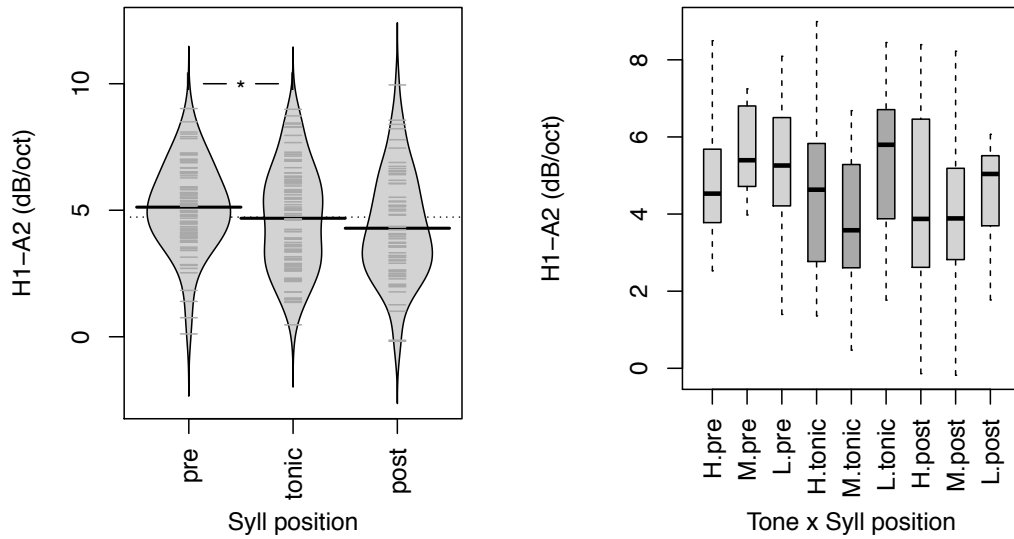 H1−A2 (dB/oct)
10
5
0
*
pre
tonic
post
Syll position
H1−A2 (dB/oct)
8
6
4
2
0
H.pre
M.pre
L.pre
H.tonic
M.tonic
L.tonic
H.post
M.post
L.post
Tone x Syll position